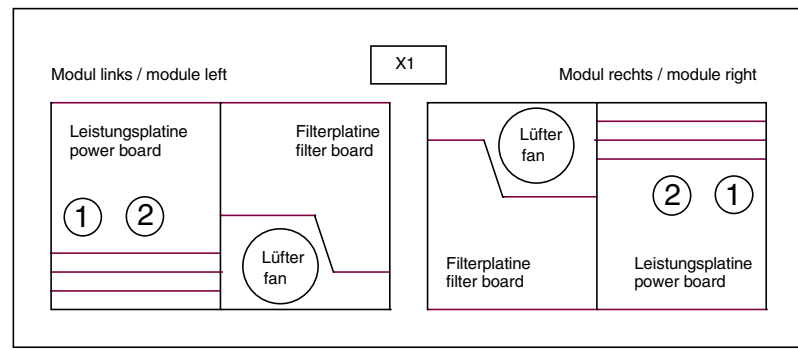 X1
Modul links / module left
Modul rechts / module right
Leistungsplatine
power board
Filterplatine
filter board
1 2
Lüfter
fan
Lüfter
fan
2 1
Filterplatine
filter board
Leistungsplatine
power board